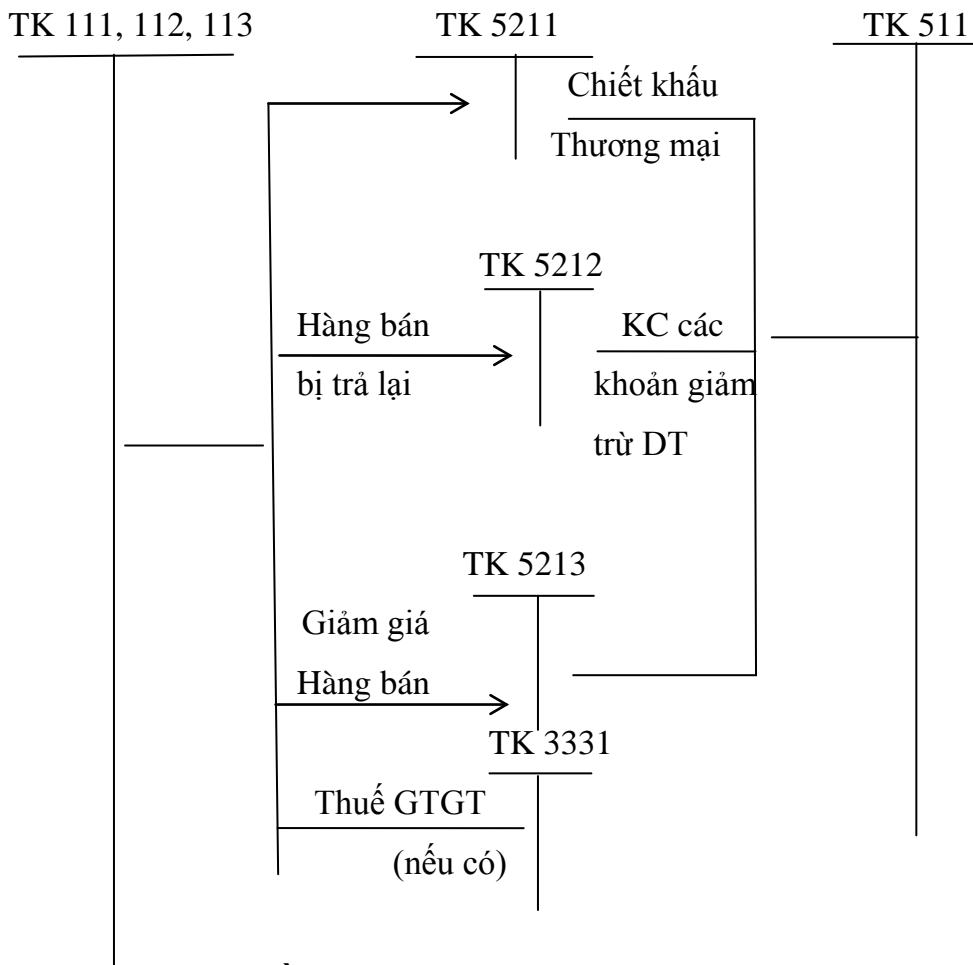 TK 111, 112, 113
TK 5211
TK 511
Chiết khấu
Thương mại
TK 5212
Hàng bán
bị trả lại
KC các
khoản giảm
trừ DT
TK 5213
Giảm giá
Hàng bán
TK 3331
Thuế GTGT
(nếu có)